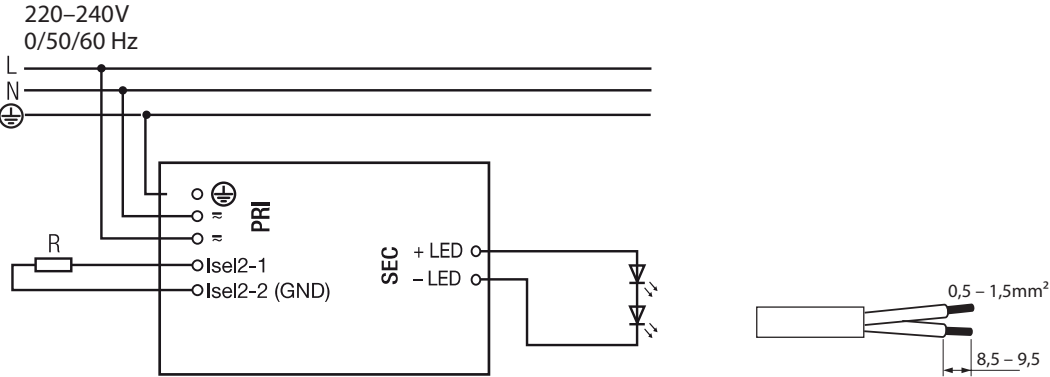 220–240V
0/50/60 Hz
L
N
PRI
R
Isel2-1
Isel2-2 (GND)
SEC
+ LED
– LED
0,5 – 1,5mm²
8,5 – 9,5